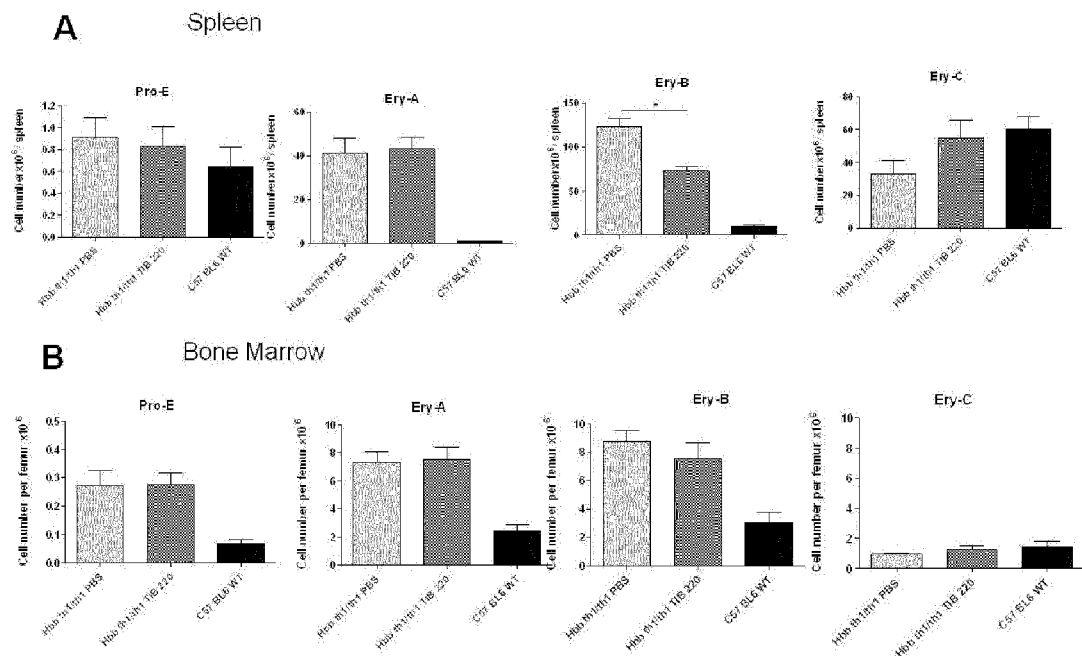 A Spleen
Pro-E
Cell number x10⁶/ spleen
1.2
1.0
0.8
0.6
0.4
0.2
0.0
Hbb th1/th1 PBS
Hbb th1/th1 TIB 220
C57 BL6 WT
Ery-A
Cell number x10⁶/ spleen
60
40
20
0
Hbb th1/th1 PBS
Hbb th1/th1 TIB 220
C57 BL6 WT
Ery-B
Cell number x10⁶/ spleen
150
100
50
0
*
Hbb th1/th1 PBS
Hbb th1/th1 TIB 220
C57 BL6 WT
Ery-C
Cell number x10⁶/ spleen
80
60
40
20
0
Hbb th1/th1 PBS
Hbb th1/th1 TIB 220
C57 BL6 WT
B Bone Marrow
Pro-E
Cell number per femur x10⁶
0.5
0.4
0.3
0.2
0.1
0.0
Hbb th1/th1 PBS
Hbb th1/th1 TIB 220
C57 BL6 WT
Ery-A
Cell number per femur x10⁶
10
8
6
4
2
0
Hbb th1/th1 PBS
Hbb th1/th1 TIB 220
C57 BL6 WT
Ery-B
Cell number per femur x10⁶
10
8
6
4
2
0
Hbb th1/th1 PBS
Hbb th1/th1 TIB 220
C57 BL6 WT
Ery-C
Cell number per femur x10⁶
10
8
6
4
2
0
Hbb th1/th1 PBS
Hbb th1/th1 TIB 220
C57 BL6 WT